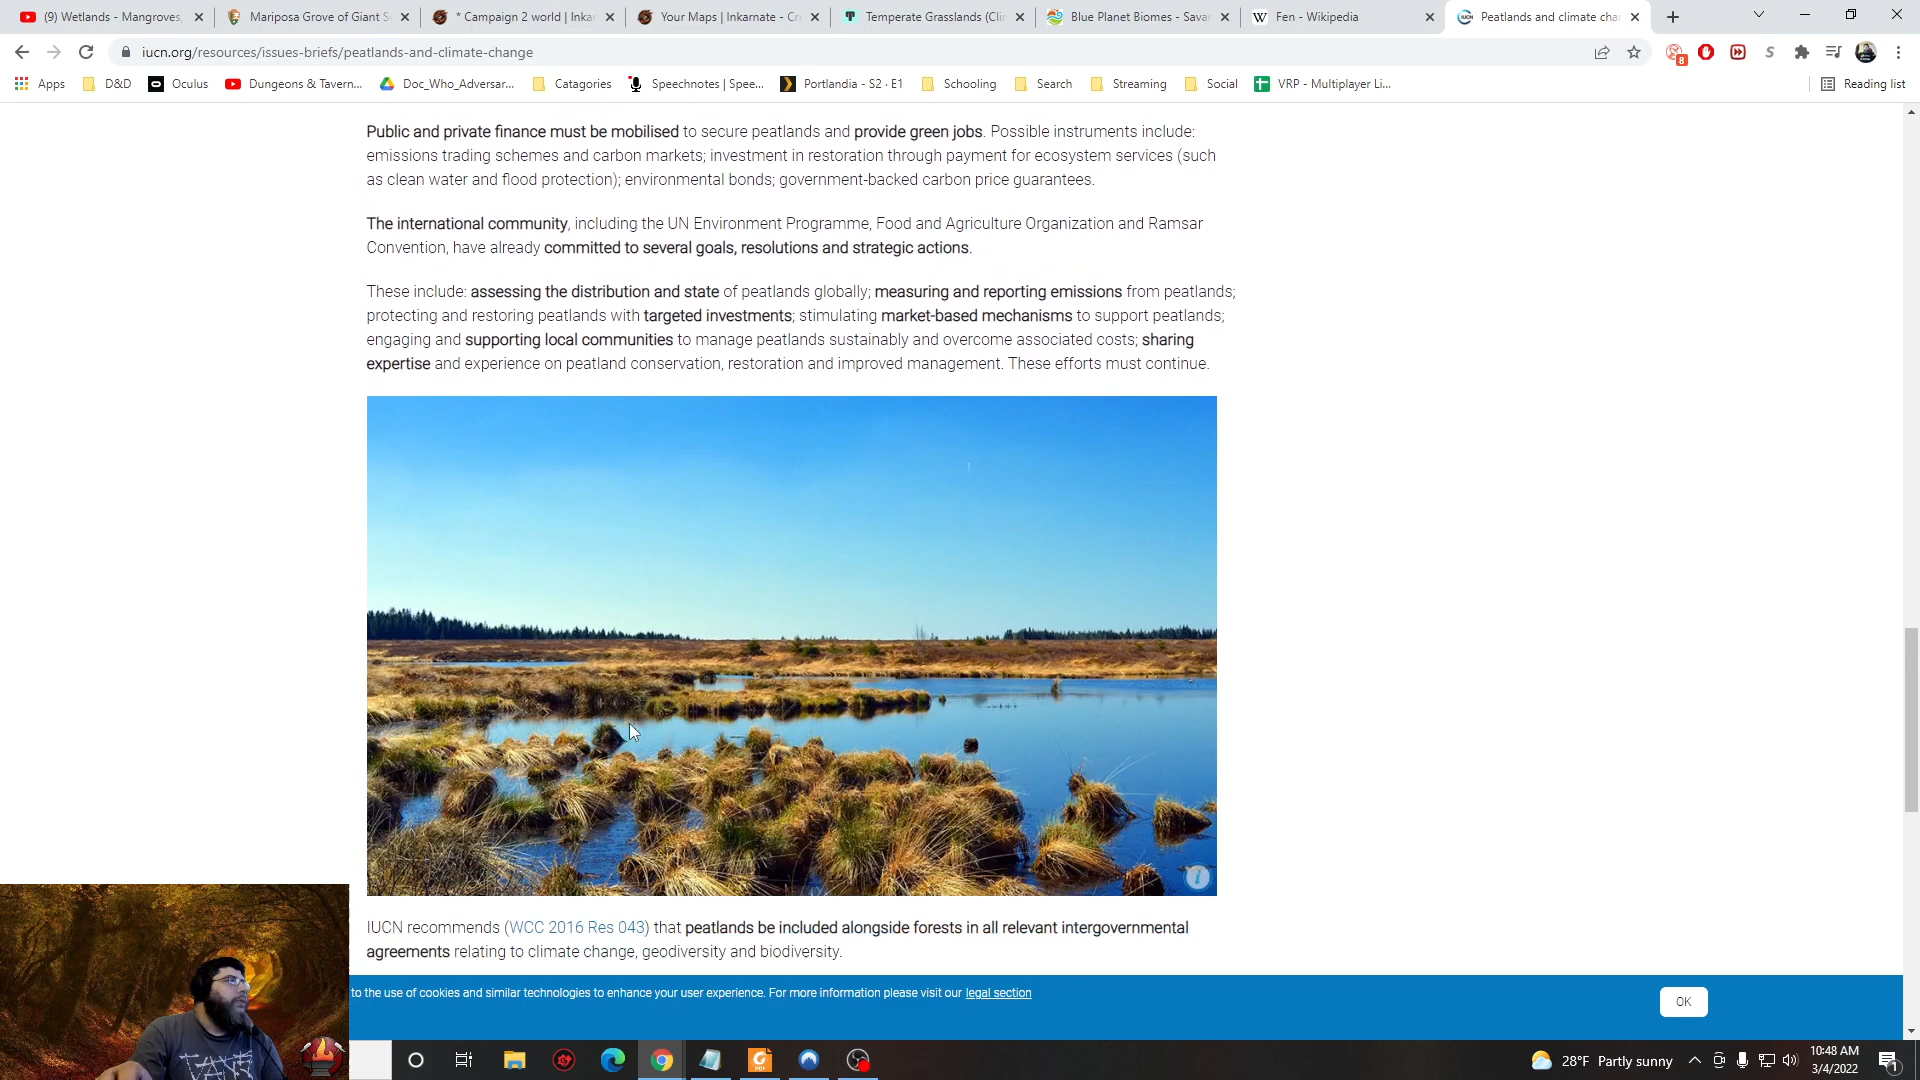 (9) Wetlands - Mangroves,
Mariposa Grove of Giant S
* Campaign 2 world | Inkar
Your Maps | Inkarnate - Cr
Temperate Grasslands (Cli
Blue Planet Biomes - Sava
Fen - Wikipedia
Peatlands and climate cha
iucn.org/resources/issues-briefs/peatlands-and-climate-change
8
Apps
D&D
Oculus
Dungeons & Tavern...
Doc_Who_Adversar...
Catagories
Speechnotes | Spee...
Portlandia - S2 · E1
Schooling
Search
Streaming
Social
VRP - Multiplayer Li...
Reading list
Public and private finance must be mobilised to secure peatlands and provide green jobs. Possible instruments include:
emissions trading schemes and carbon markets; investment in restoration through payment for ecosystem services (such
as clean water and flood protection); environmental bonds; government-backed carbon price guarantees.
The international community, including the UN Environment Programme, Food and Agriculture Organization and Ramsar
Convention, have already committed to several goals, resolutions and strategic actions.
These include: assessing the distribution and state of peatlands globally; measuring and reporting emissions from peatlands;
protecting and restoring peatlands with targeted investments; stimulating market-based mechanisms to support peatlands;
engaging and supporting local communities to manage peatlands sustainably and overcome associated costs; sharing
expertise and experience on peatland conservation, restoration and improved management. These efforts must continue.
i
IUCN recommends (WCC 2016 Res 043) that peatlands be included alongside forests in all relevant intergovernmental
agreements relating to climate change, geodiversity and biodiversity.
to the use of cookies and similar technologies to enhance your user experience. For more information please visit our legal section
OK
28°F Partly sunny
10:48 AM
3/4/2022
1